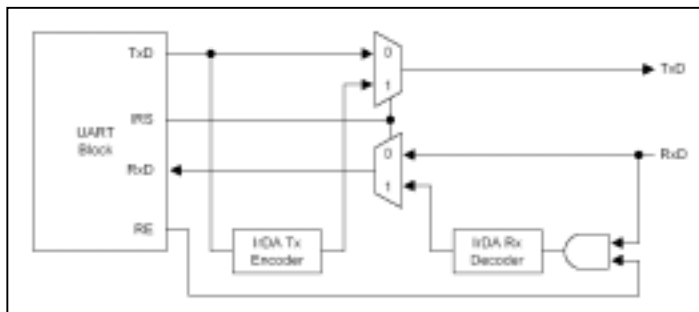 TxD
0
TxD
1
IRS
UART
Block
0
RxD
RxD
1
RE
IrDA Tx
Encoder
IrDA Rx
Decoder